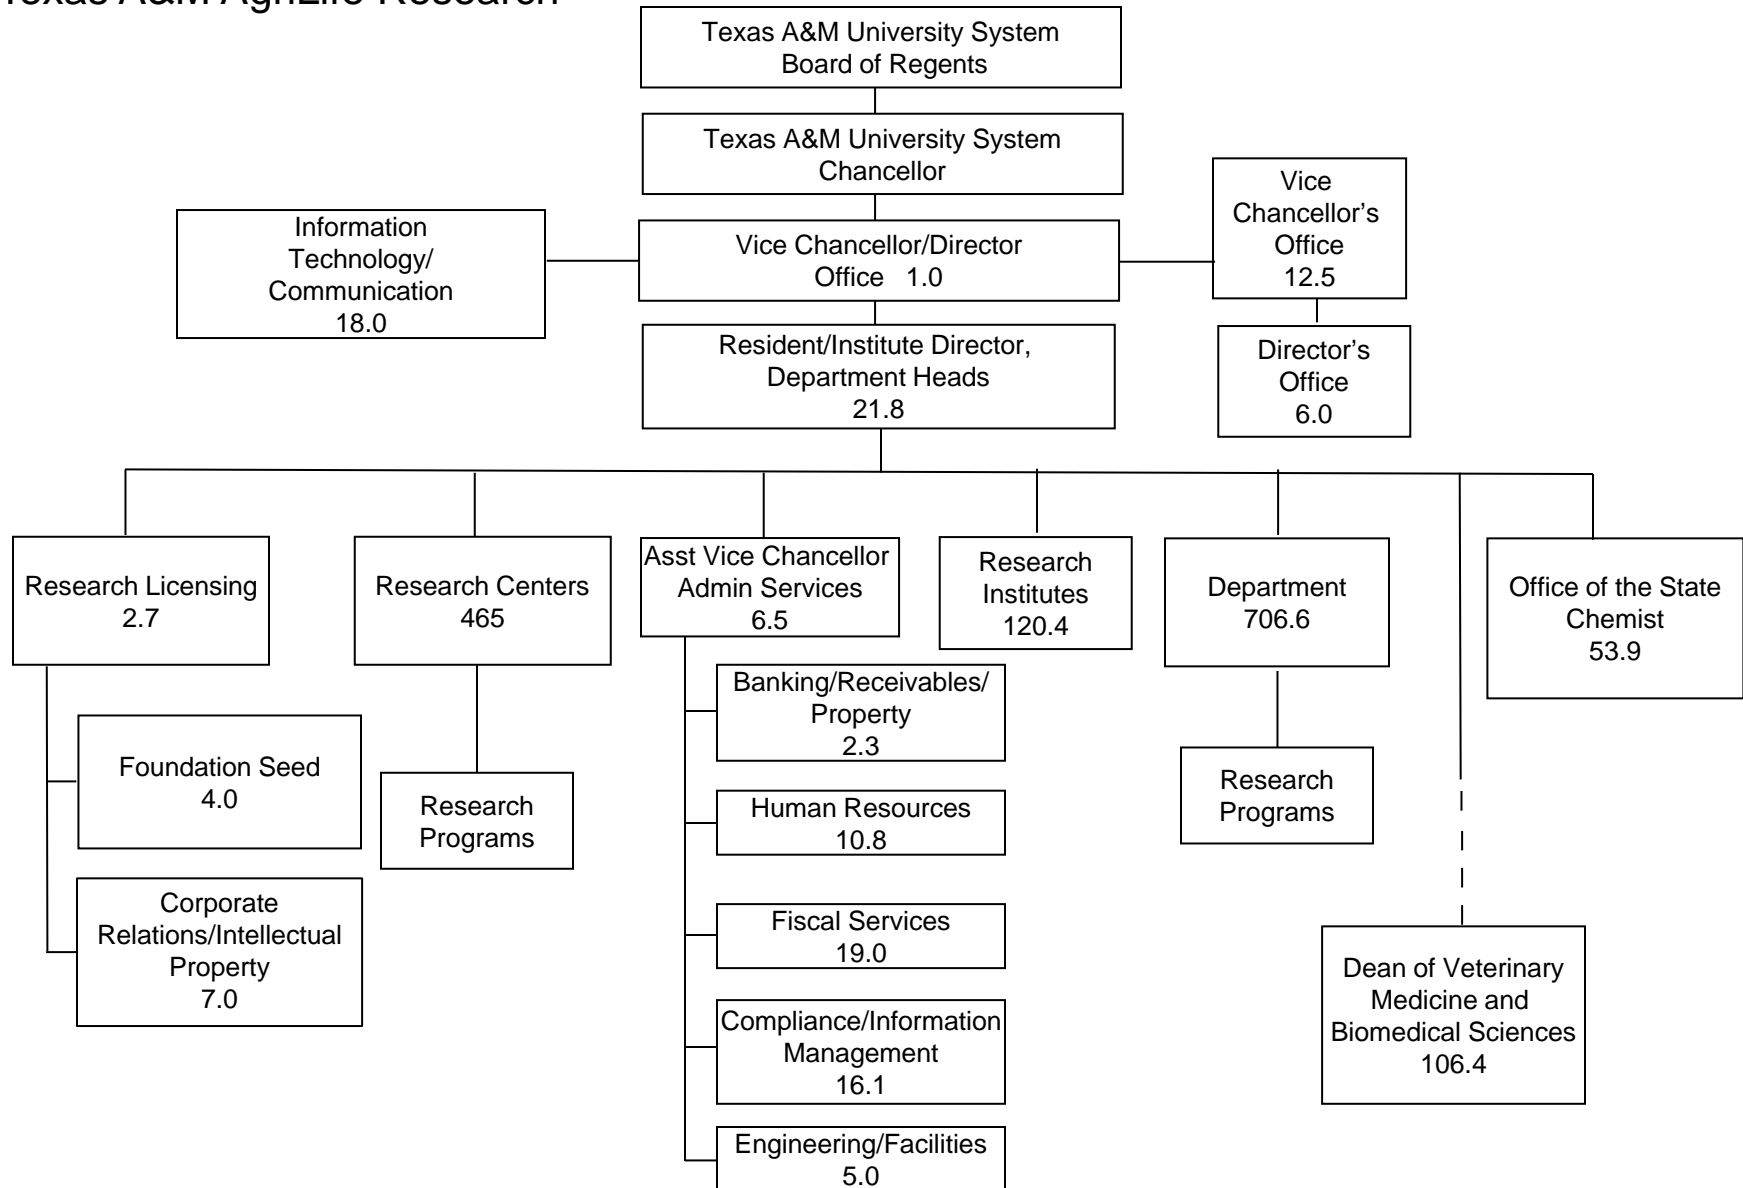 Texas A&M AgriLife Research
Texas A&M University System
Board of Regents
Texas A&M University System
Chancellor
Vice
Chancellor’s
Office
12.5
Information
Technology/
Communication
18.0
Vice Chancellor/Director
Office 1.0
Resident/Institute Director,
Department Heads
21.8
Director’s
Office
6.0
Research Licensing
2.7
Research Centers
465
Asst Vice Chancellor
Admin Services
6.5
Research
Institutes
120.4
Department
706.6
Office of the State
Chemist
53.9
Foundation Seed
4.0
Corporate
Relations/Intellectual
Property
7.0
Research
Programs
Banking/Receivables/
Property
2.3
Human Resources
10.8
Fiscal Services
19.0
Compliance/Information
Management
16.1
Engineering/Facilities
5.0
Research
Programs
Dean of Veterinary
Medicine and
Biomedical Sciences
106.4